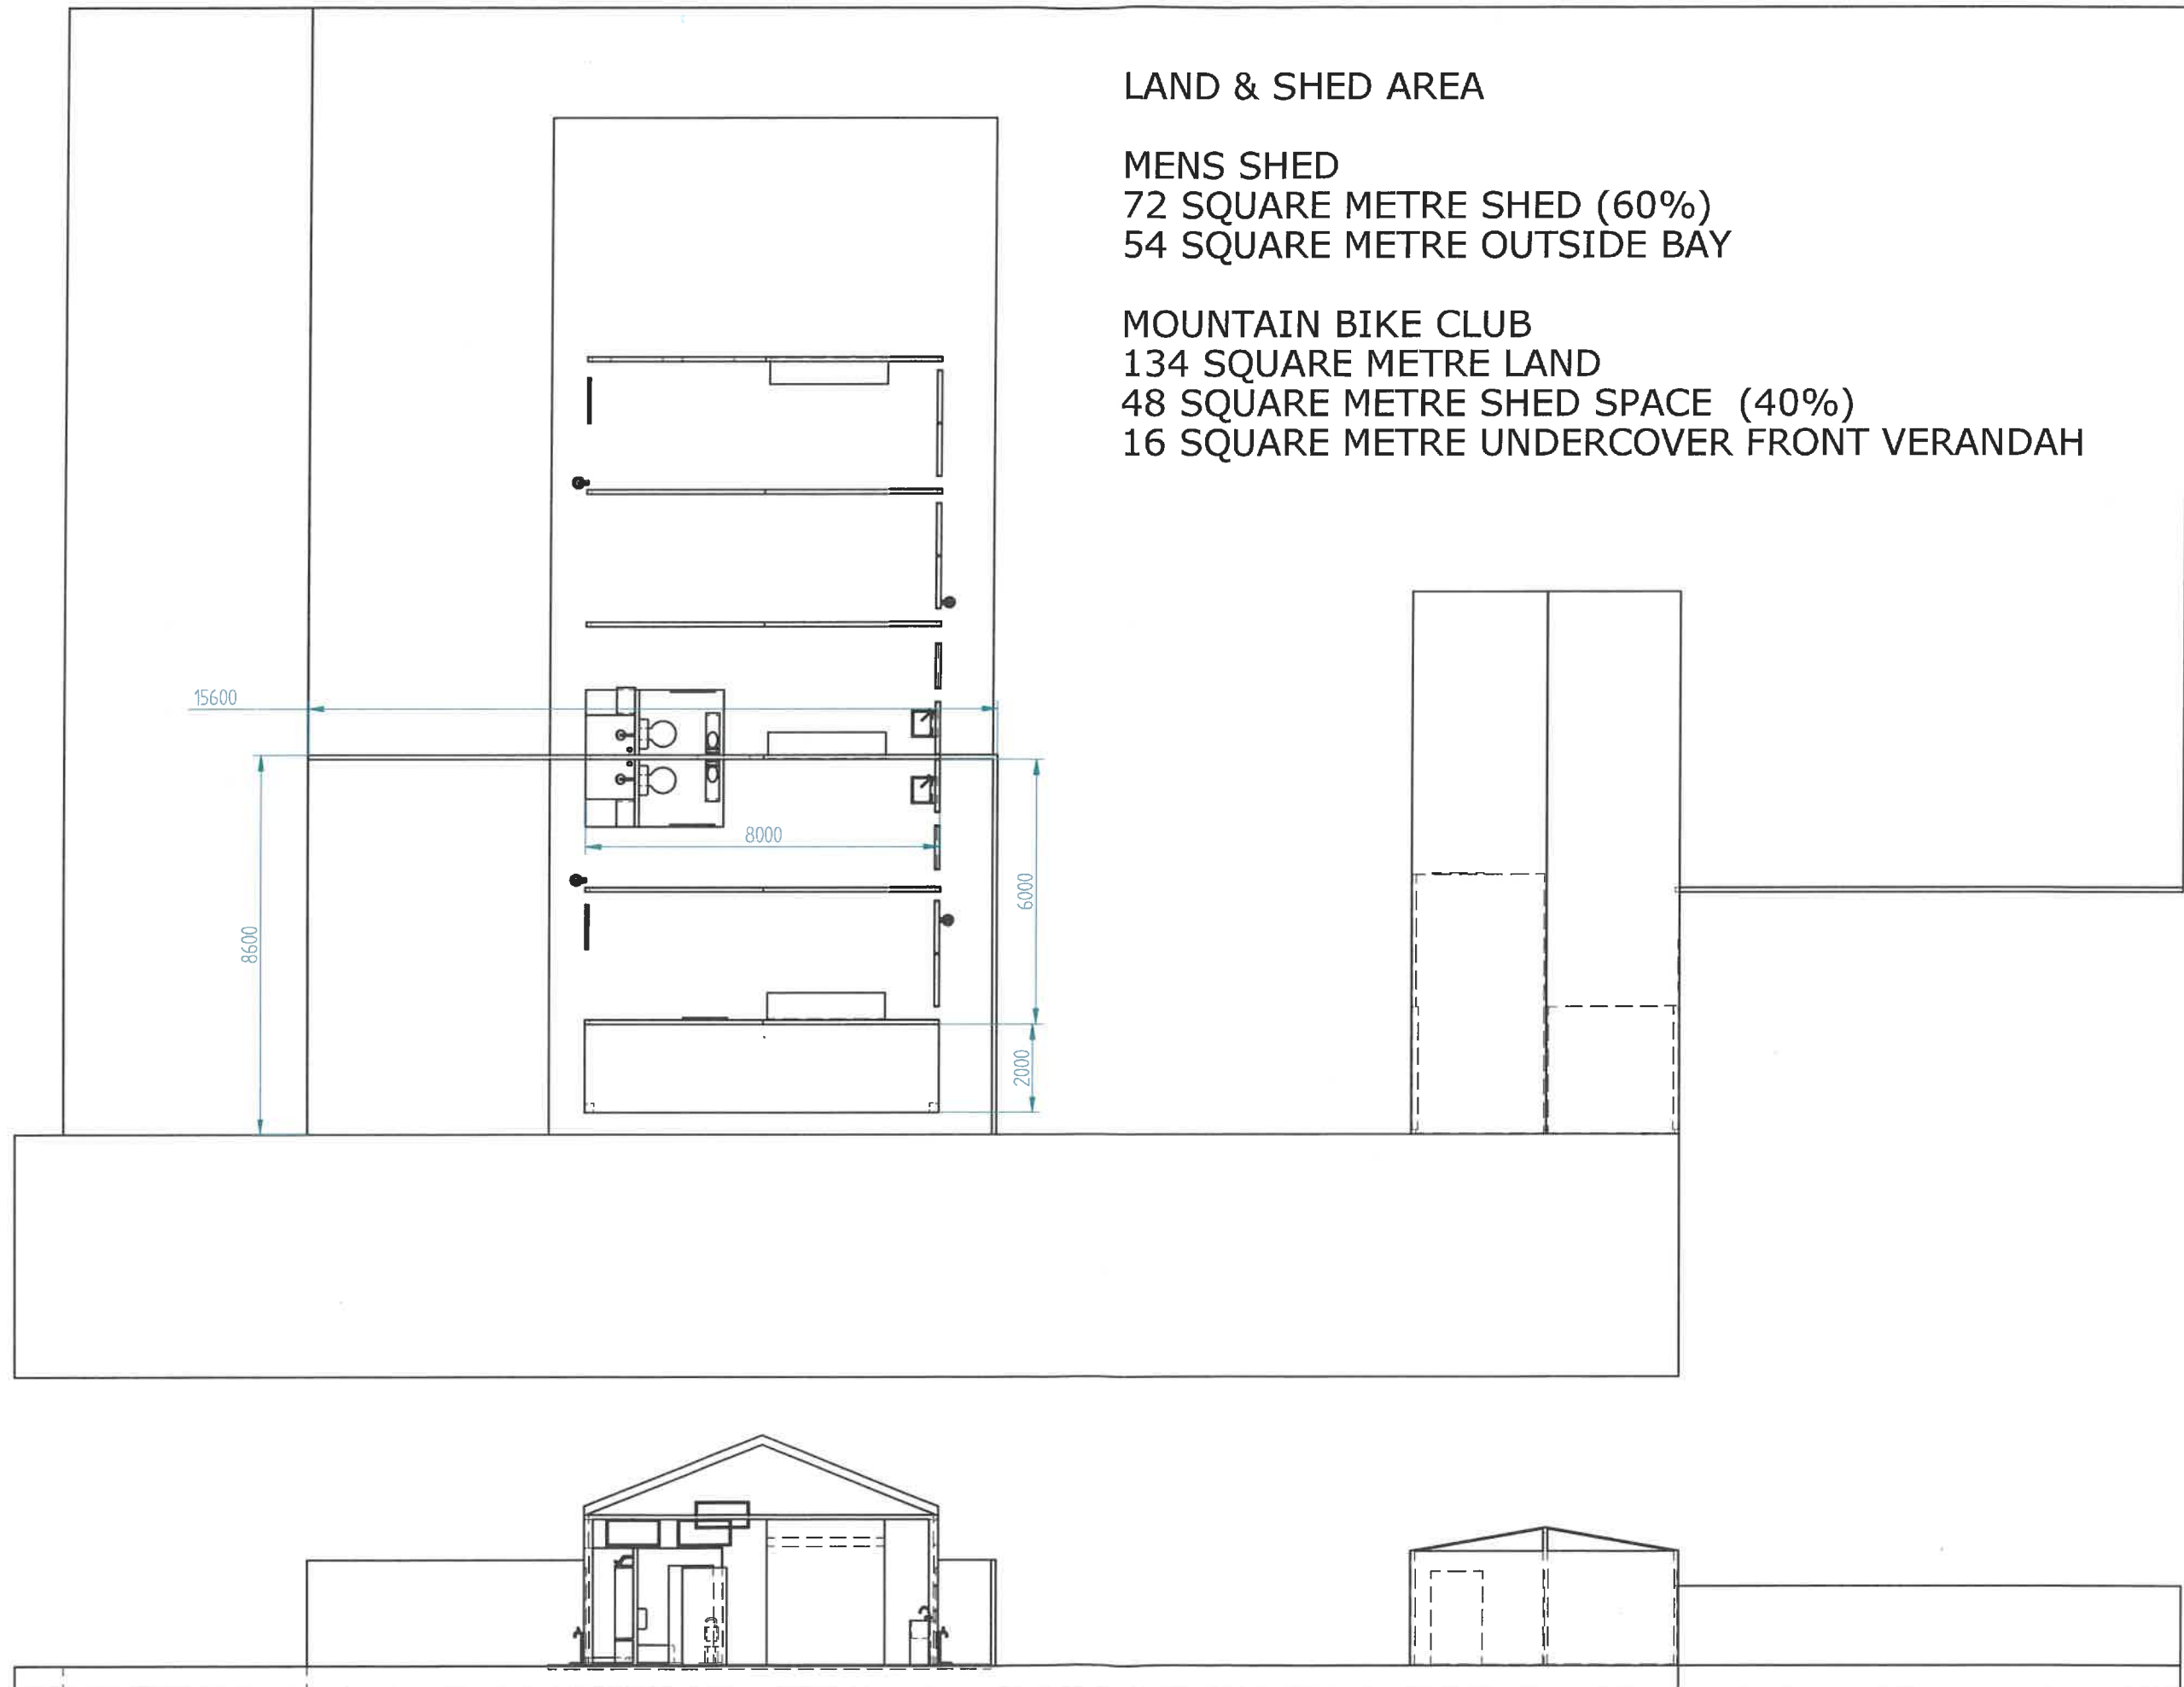 LAND & SHED AREA
MENS SHED
72 SQUARE METRE SHED (60%)
54 SQUARE METRE OUTSIDE BAY
MOUNTAIN BIKE CLUB
134 SQUARE METRE LAND
48 SQUARE METRE SHED SPACE (40%)
16 SQUARE METRE UNDERCOVER FRONT VERANDAH
15600
8000
6000
8600
2000